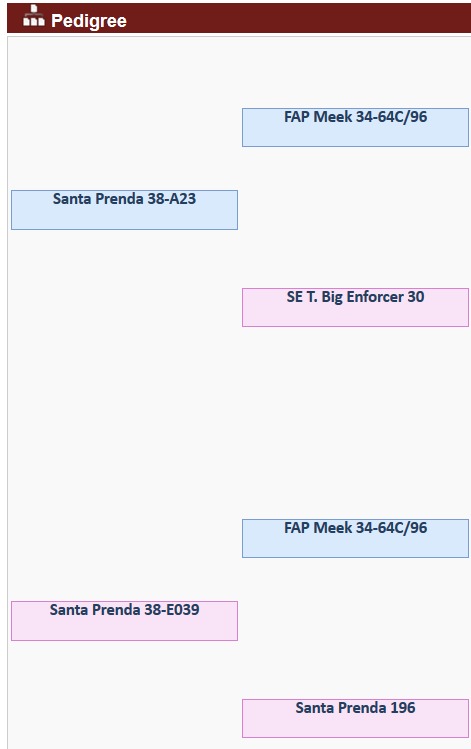 Pedigree
FAP Meek 34-64C/96
Santa Prenda 38-A23
SE T. Big Enforcer 30
FAP Meek 34-64C/96
Santa Prenda 38-E039
Santa Prenda 196